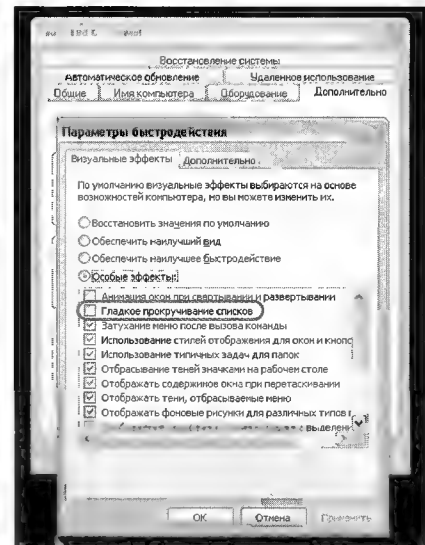 Восстановление системы
Автоматическое обновление Удаленное использование
Общие Имя компьютера Оборудование Дополнительно
Параметры быстродействия
Визуальные эффекты Дополнительно
По умолчанию визуальные эффекты выбираются на основе
возможностей компьютера, но вы можете изменить их.
Восстановить значения по умолчанию
Обеспечить наилучший вид
Обеспечить наилучшее быстродействие
Особые эффекты:
Анимация окон при свертывании и развертывании
Гладкое прокручивание списков
Затухание меню после вызова команды
Использование стилей отображения для окон и кнопс
Использование типичных задач для папок
Отбрасывание теней значками на рабочем столе
Отображать содержимое окна при перетаскивании
Отображать тени, отбрасываемые меню
Отображать фоновые рисунки для различных типов
ОК Отмена Применить